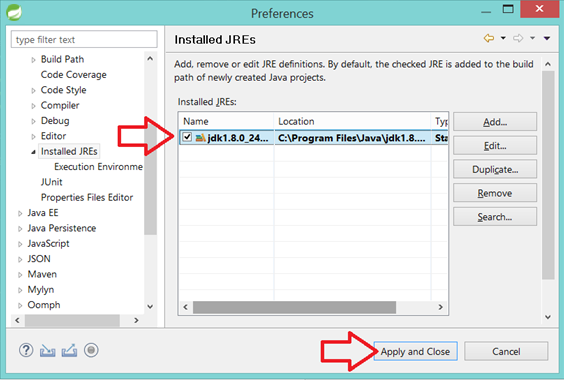 Preferences
type filter text
Build Path
Code Coverage
Code Style
Compiler
Debug
Editor
Installed JREs
Execution Environme
JUnit
Properties Files Editor
Java EE
Java Persistence
JavaScript
JSON
Maven
Mylyn
Oomph
Installed JREs
Add, remove or edit JRE definitions. By default, the checked JRE is added to the build
path of newly created Java projects.
Installed JREs:
Name Location Typ
jdk1.8.0_24... C:\Program Files\Java\jdk1.8.... Sta
Add...
Edit...
Duplicate...
Remove
Search...
Apply and Close
Cancel